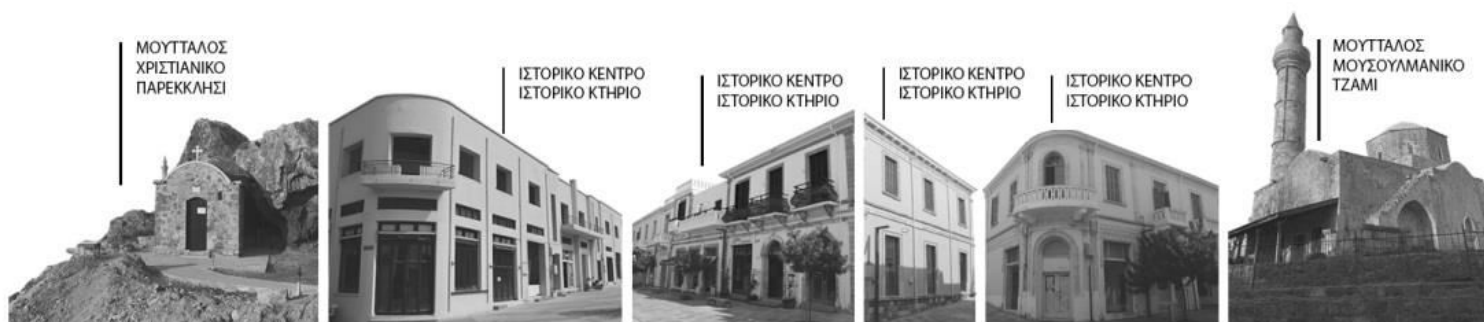 ΜΟΥΤΤΑΛΟΣ
ΧΡΙΣΤΙΑΝΙΚΟ
ΠΑΡΕΚΚΛΗΣΙ
ΙΣΤΟΡΙΚΟ ΚΕΝΤΡΟ
ΙΣΤΟΡΙΚΟ ΚΤΗΡΙΟ
ΙΣΤΟΡΙΚΟ ΚΕΝΤΡΟ
ΙΣΤΟΡΙΚΟ ΚΤΗΡΙΟ
ΙΣΤΟΡΙΚΟ ΚΕΝΤΡΟ
ΙΣΤΟΡΙΚΟ ΚΤΗΡΙΟ
ΙΣΤΟΡΙΚΟ ΚΕΝΤΡΟ
ΙΣΤΟΡΙΚΟ ΚΤΗΡΙΟ
ΜΟΥΤΤΑΛΟΣ
ΜΟΥΣΟΥΛΜΑΝΙΚΟ
ΤΖΑΜΙ